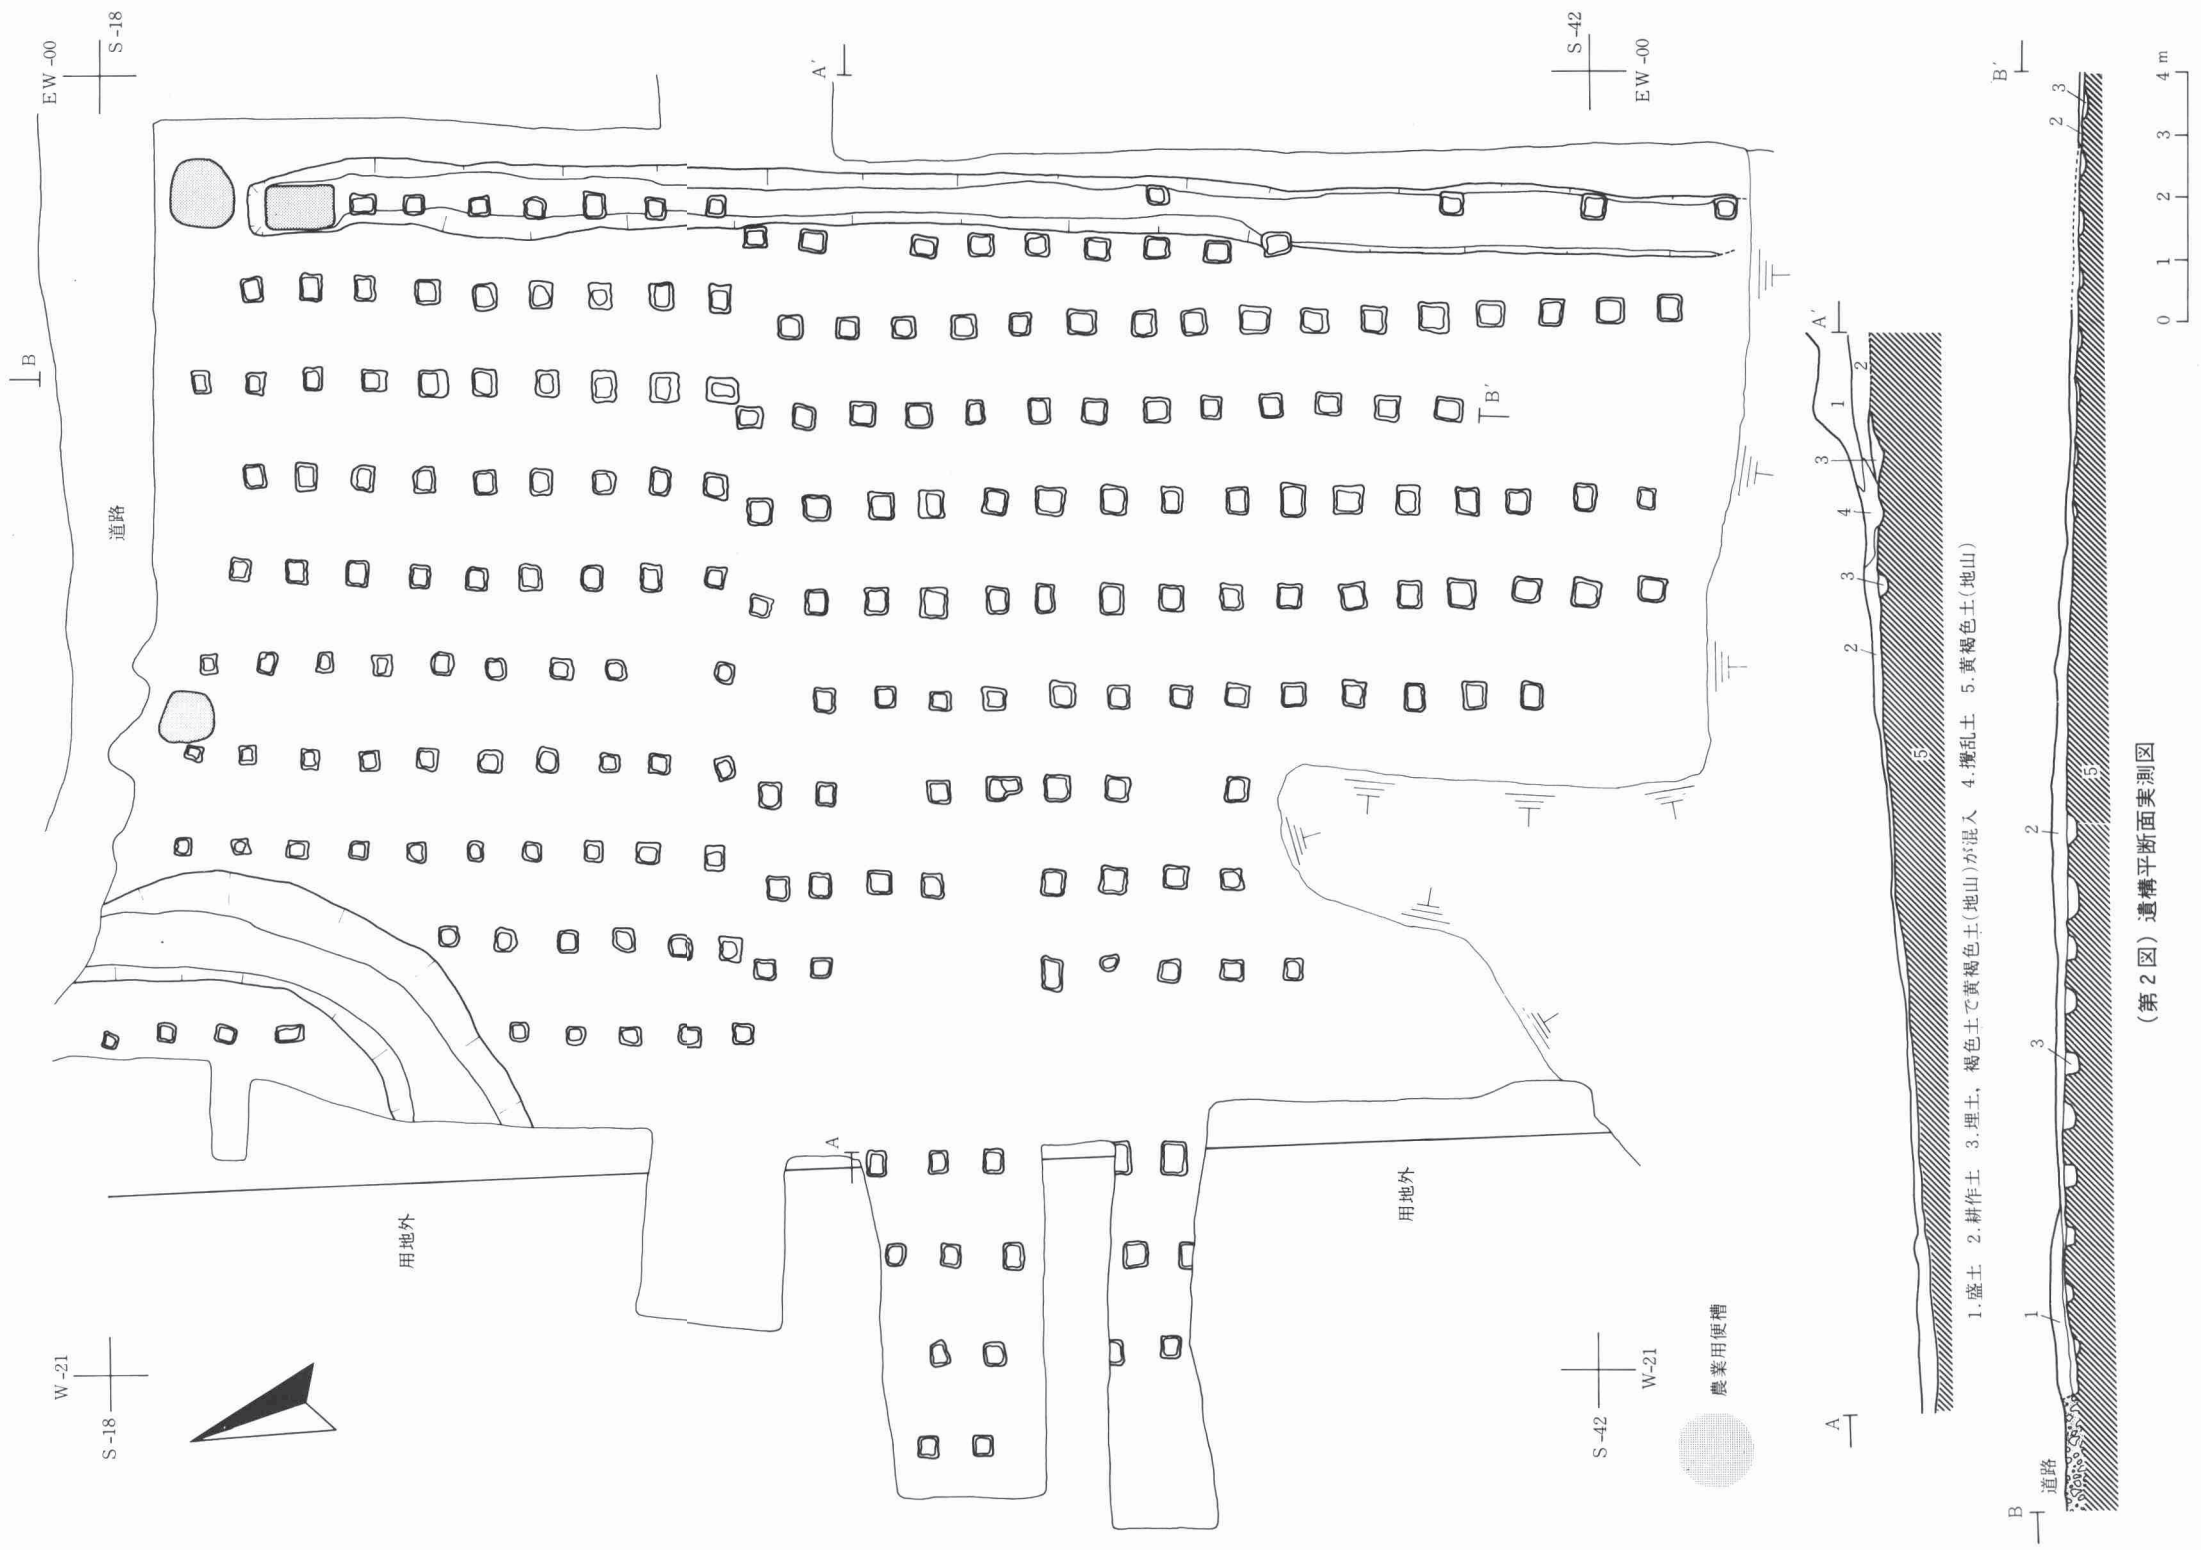 EW-00
S-18
A′
S-42
EW-00
B
道路
B′
用地外
A
用地外
W-21
S-18
S-42
W-21
農業用便槽
A′
1
2
3
4
3
2
5
A
1.盛土 2.耕作土 3.埋土，褐色土で黄褐色土(地山)が混入 4.攪乱土 5.黄褐色土(地山)
B′
3
2
2
5
3
1
道路
B
(第2図) 遺構平断面実測図
0 1 2 3 4m